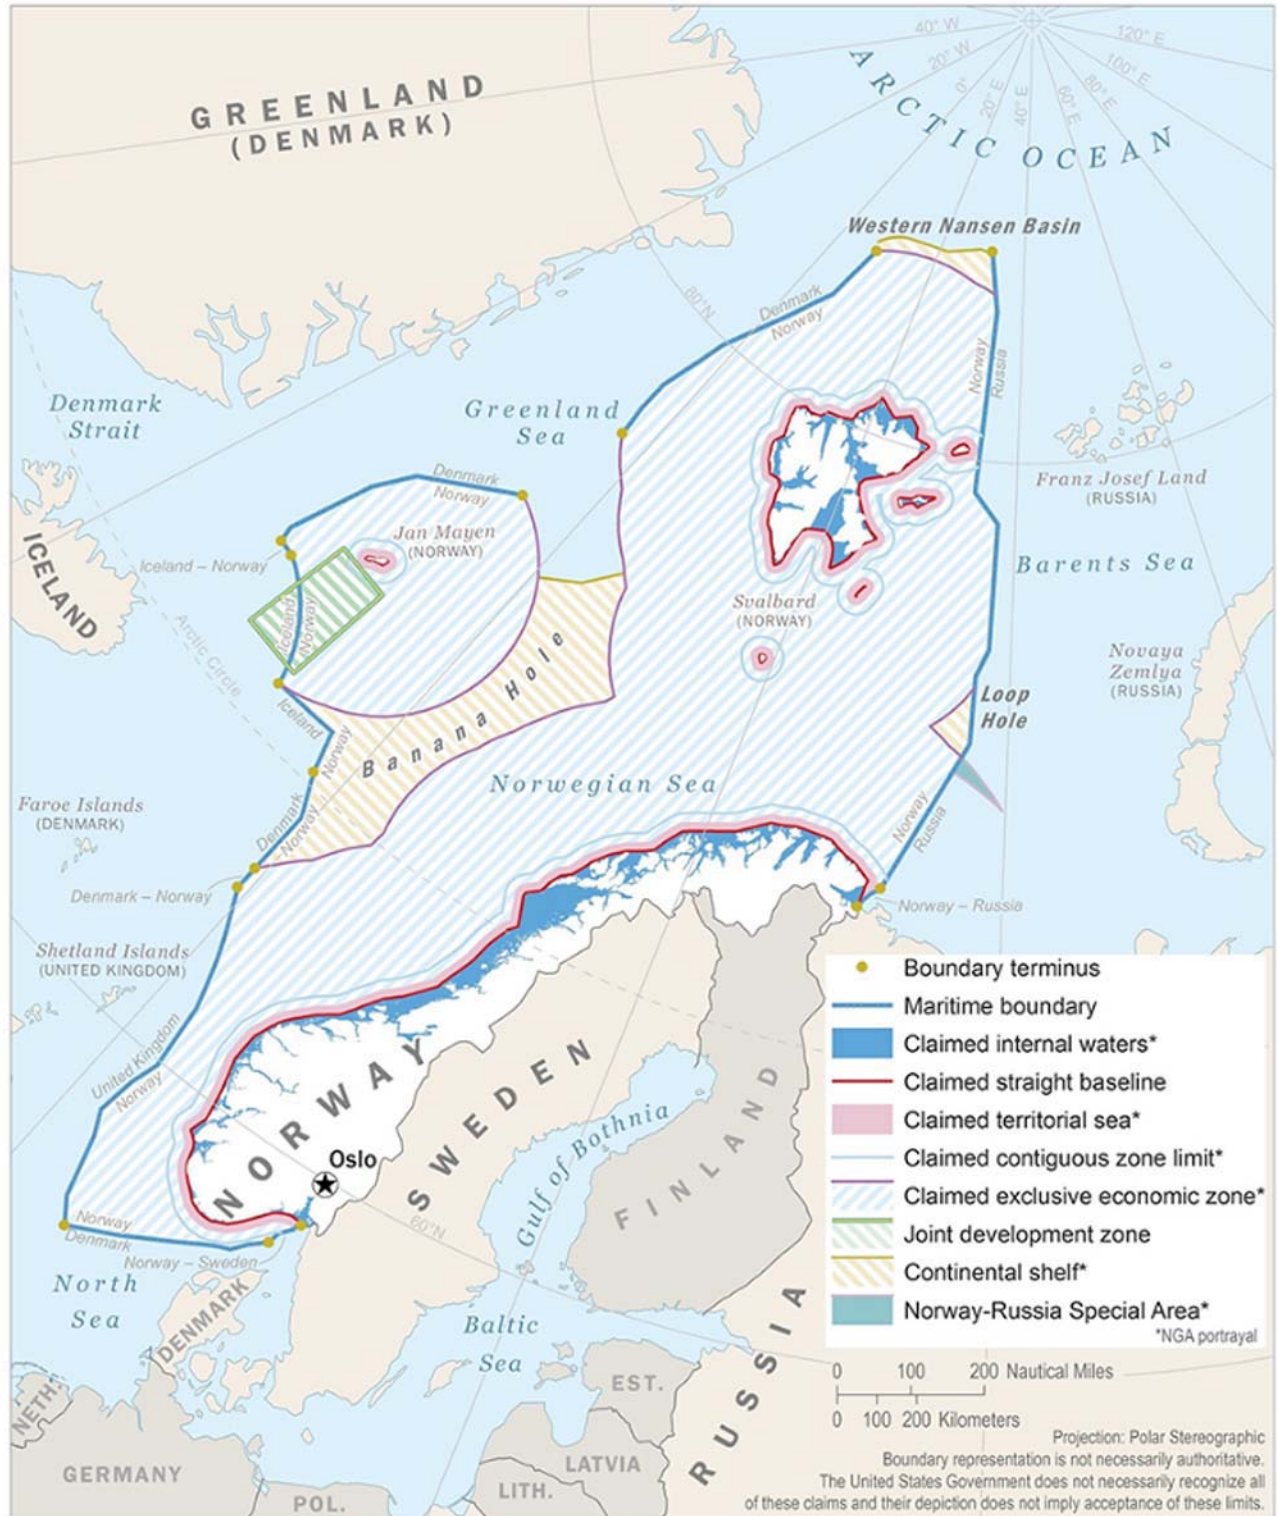 40° W
20° W
0°
20° E
40° E
60° E
80° E
100° E
120° E
ARCTIC OCEAN
GREENLAND
(DENMARK)
Western Nansen Basin
80°N
Denmark
Norway
Norway
Russia
Denmark
Strait
Greenland
Sea
Franz Josef Land
(RUSSIA)
Denmark
Norway
Jan Mayen
(NORWAY)
ICELAND
Iceland – Norway
Iceland
Norway
Barents Sea
Svalbard
(NORWAY)
Arctic Circle
Novaya
Zemlya
(RUSSIA)
Banana Hole
Loop
Hole
Iceland
Norway
Norwegian Sea
Faroe Islands
(DENMARK)
Denmark
Norway
Norway
Russia
Denmark – Norway
Norway – Russia
Shetland Islands
(UNITED KINGDOM)
United Kingdom
Norway
NORWAY
Oslo
SWEDEN
FINLAND
Gulf of Bothnia
60°N
Norway
Denmark
Norway – Sweden
North
Sea
DENMARK
Baltic
Sea
RUSSIA
EST.
NETH.
GERMANY
POL.
LITH.
LATVIA
Boundary terminus
Maritime boundary
Claimed internal waters*
Claimed straight baseline
Claimed territorial sea*
Claimed contiguous zone limit*
Claimed exclusive economic zone*
Joint development zone
Continental shelf*
Norway-Russia Special Area*
*NGA portrayal
0 100 200 Nautical Miles
0 100 200 Kilometers
Projection: Polar Stereographic
Boundary representation is not necessarily authoritative.
The United States Government does not necessarily recognize all
of these claims and their depiction does not imply acceptance of these limits.